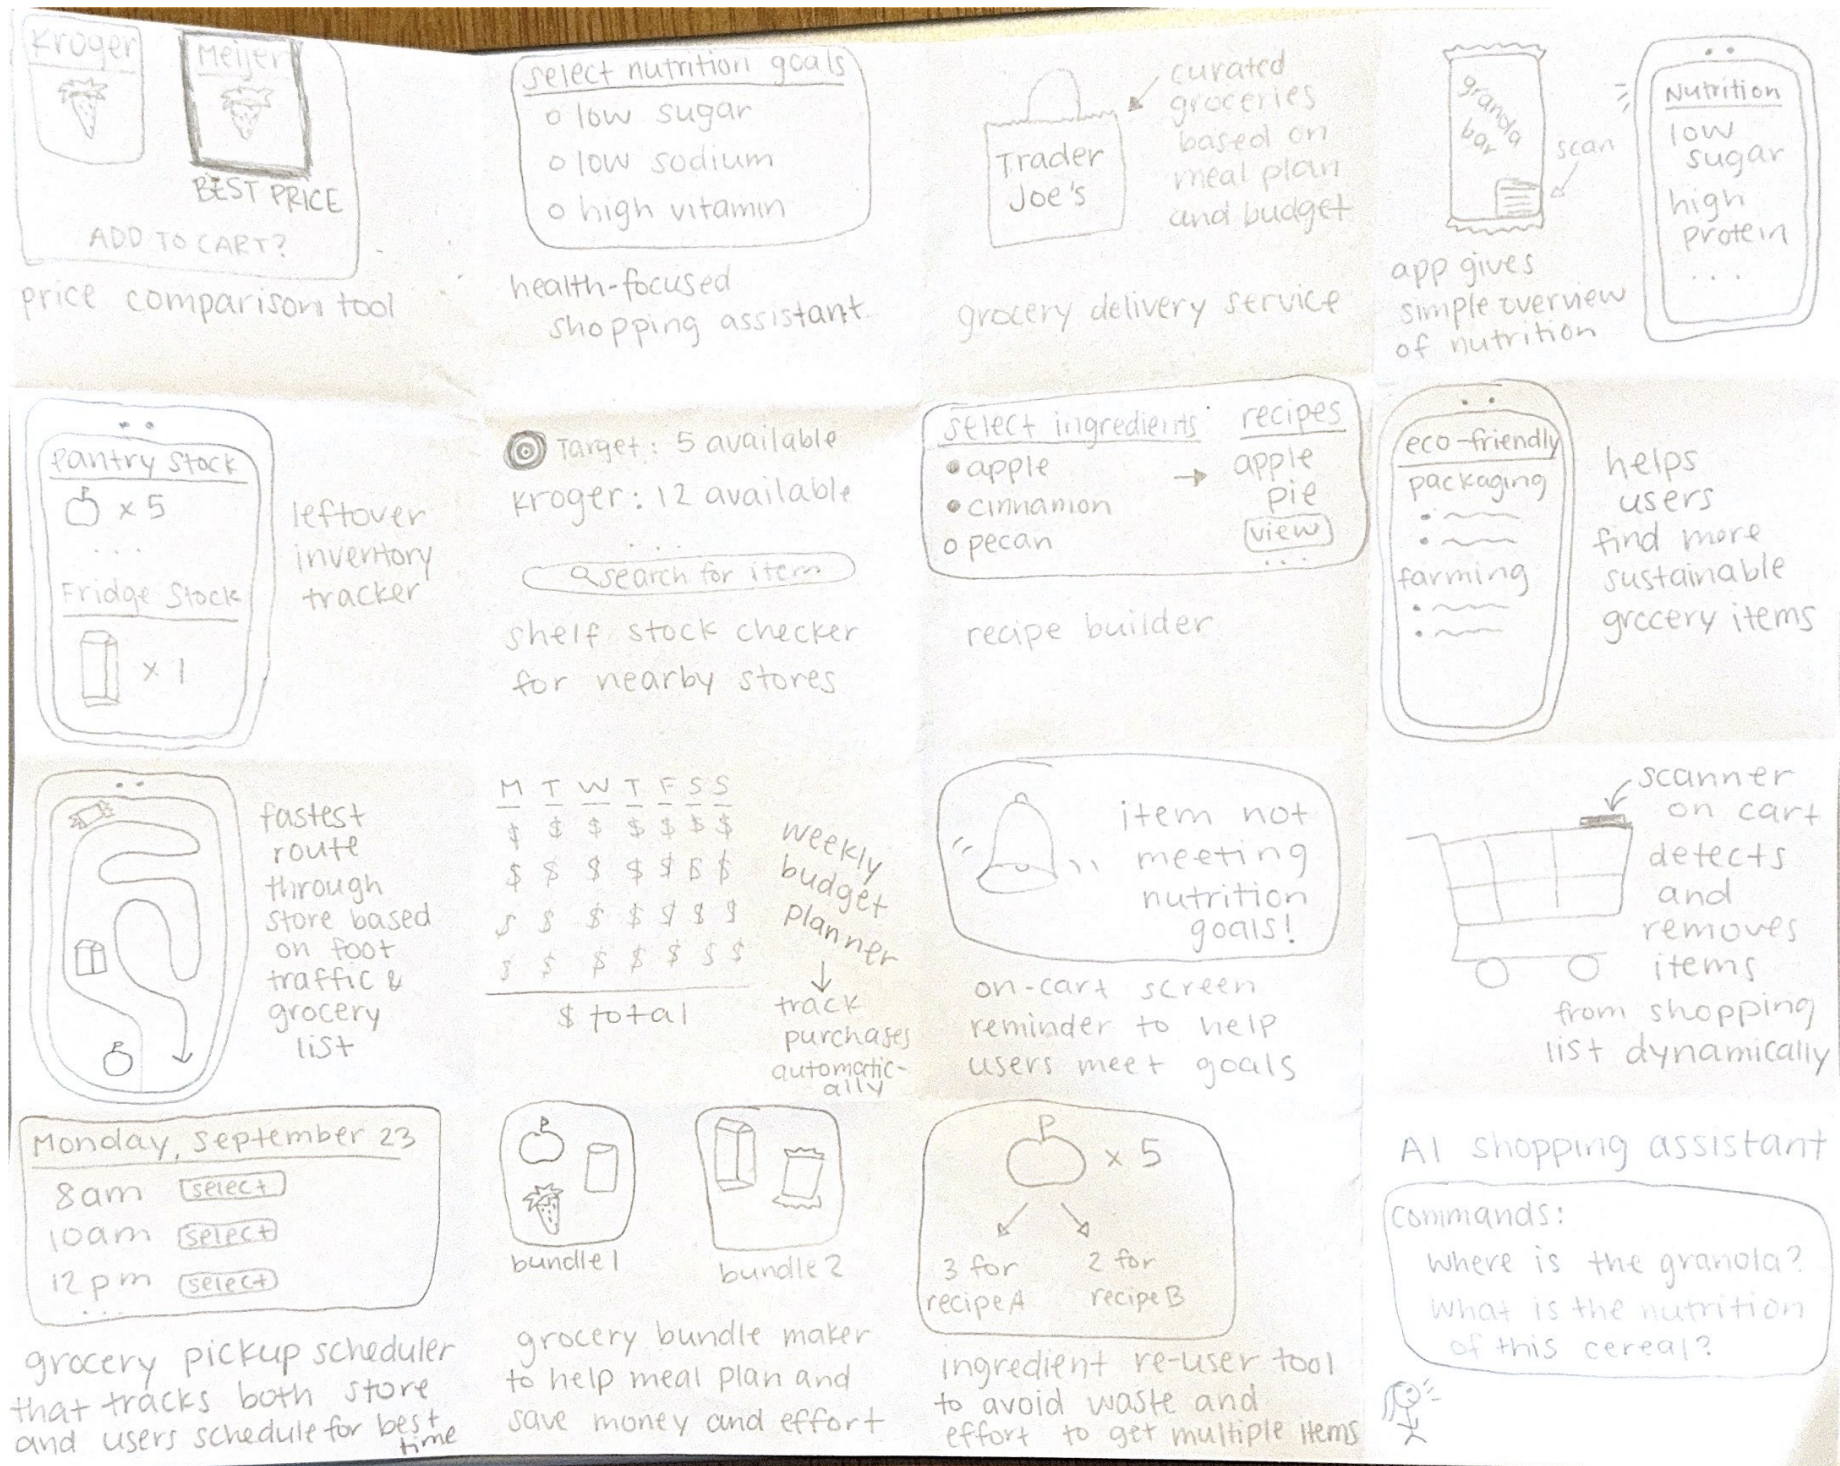 Kroger
Meijer
BEST PRICE
ADD TO CART?
price comparison tool
select nutrition goals
o low sugar
o low sodium
o high vitamin
health-focused
shopping assistant
Trader
Joe's
curated
groceries
based on
meal plan
and budget
grocery delivery service
granola
bar
scan
Nutrition
low
sugar
high
protein
...
app gives
simple overview
of nutrition
Pantry Stock
x 5
...
Fridge Stock
x 1
leftover
inventory
tracker
Target: 5 available
Kroger: 12 available
...
search for item
shelf stock checker
for nearby stores
select ingredients
• apple
• cinnamon
o pecan
→
recipes
apple
pie
view
...
recipe builder
eco-friendly
packaging
farming
helps
users
find more
sustainable
grocery items
fastest
route
through
store based
on foot
traffic &
grocery
list
M T W T F S S
$ $ $ $ $ $ $
$ $ $ $ $ $ $
$ $ $ $ $ $ $
$ $ $ $ $ $ $
$ total
weekly
budget
planner
↓
track
purchases
automatic-
ally
item not
meeting
nutrition
goals!
on-cart screen
reminder to help
users meet goals
scanner
on cart
detects
and
removes
items
from shopping
list dynamically
Monday, September 23
8am select
10am select
12pm select
...
grocery pickup scheduler
that tracks both store
and users schedule for best
time
bundle 1
bundle 2
grocery bundle maker
to help meal plan and
save money and effort
x 5
3 for
recipe A
2 for
recipe B
ingredient re-user tool
to avoid waste and
effort to get multiple items
AI shopping assistant
Commands:
Where is the granola?
What is the nutrition
of this cereal?